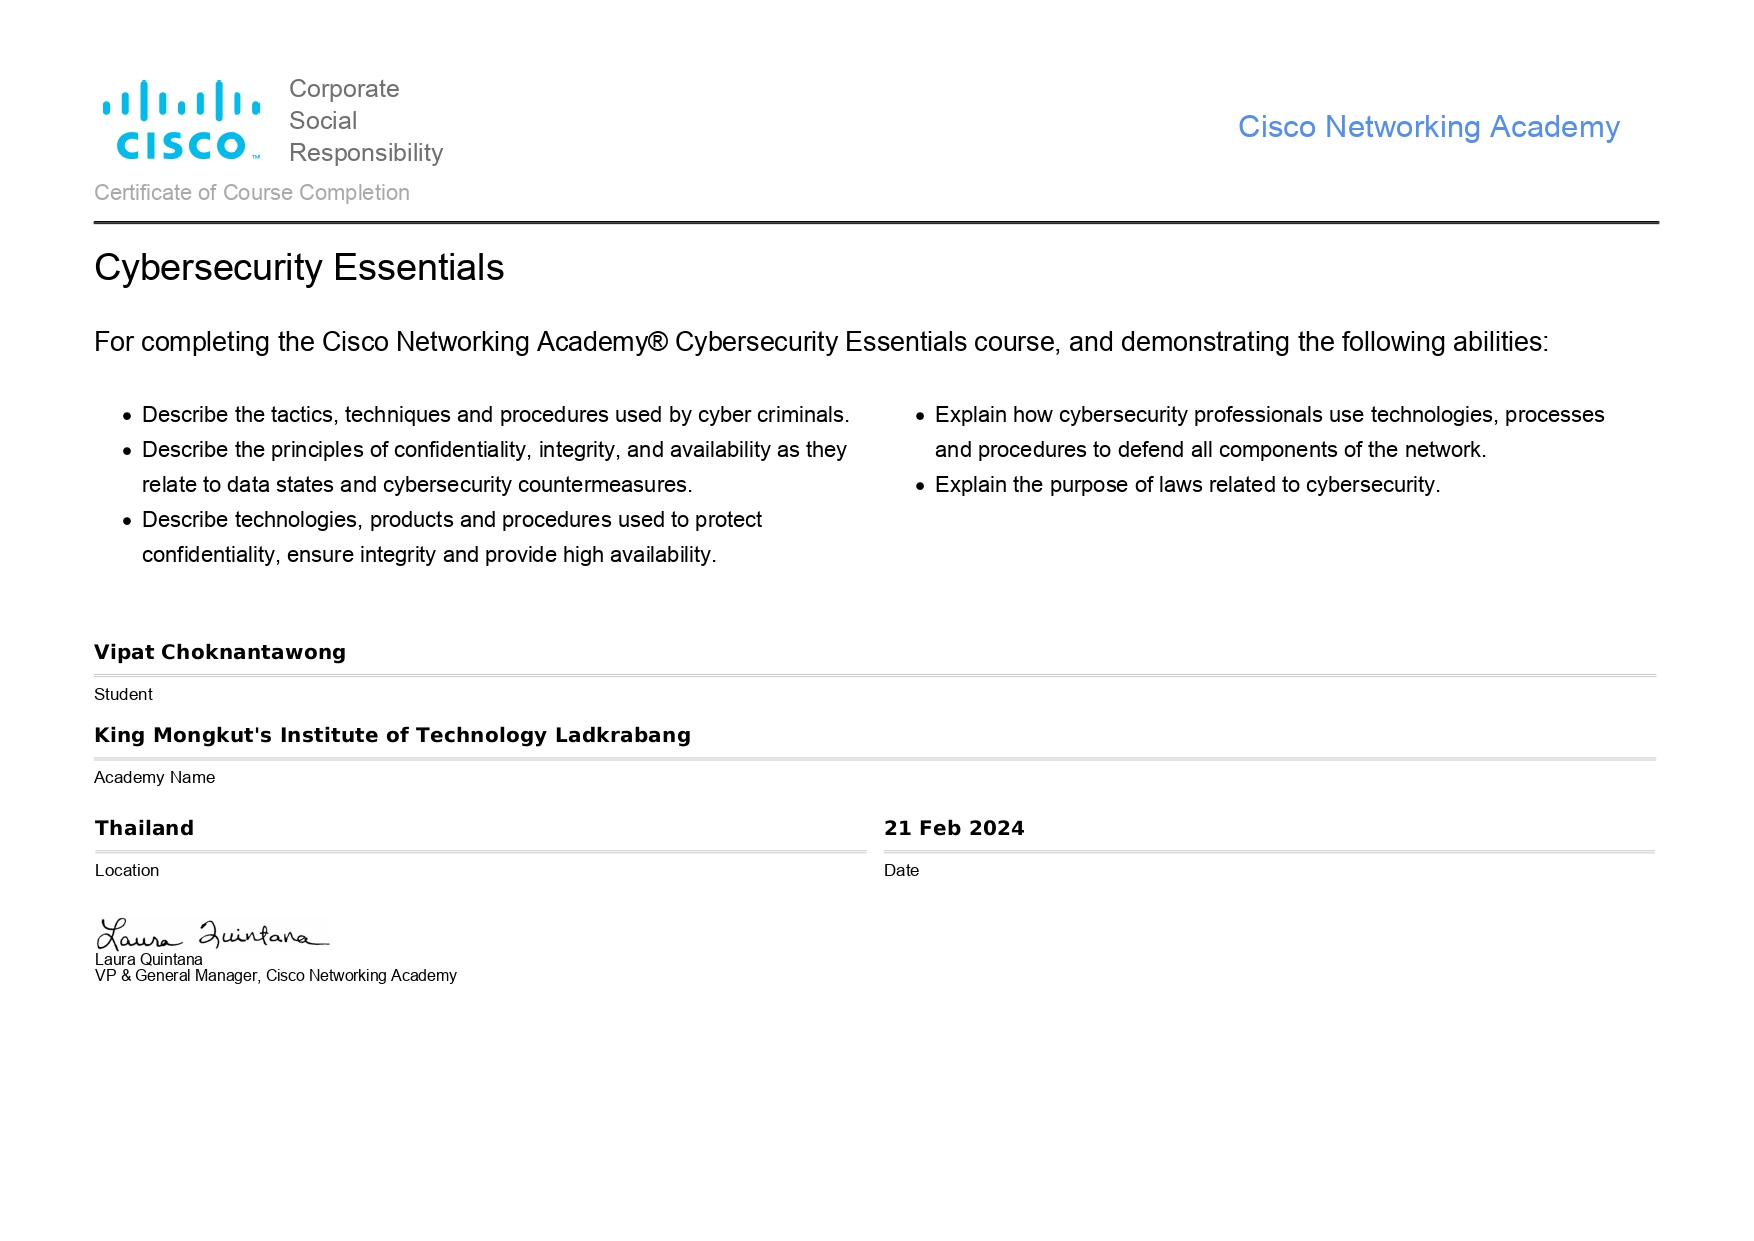 CISCO™
Corporate
Social
Responsibility
Cisco Networking Academy
Certificate of Course Completion
Cybersecurity Essentials
For completing the Cisco Networking Academy® Cybersecurity Essentials course, and demonstrating the following abilities:
• Describe the tactics, techniques and procedures used by cyber criminals.
• Describe the principles of confidentiality, integrity, and availability as they
relate to data states and cybersecurity countermeasures.
• Describe technologies, products and procedures used to protect
confidentiality, ensure integrity and provide high availability.
• Explain how cybersecurity professionals use technologies, processes
and procedures to defend all components of the network.
• Explain the purpose of laws related to cybersecurity.
Vipat Choknantawong
Student
King Mongkut's Institute of Technology Ladkrabang
Academy Name
Thailand
Location
21 Feb 2024
Date
Laura Quintana
Laura Quintana
VP & General Manager, Cisco Networking Academy